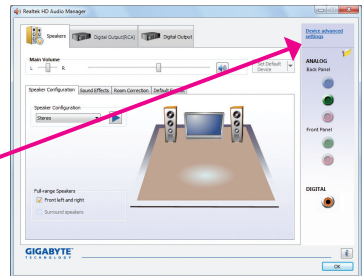 Realtek HD Audio Manager
Speakers
Digital Output(RCA)
Digital Output
Device advanced
settings
Main Volume
L
R
Set Default
Device
ANALOG
Back Panel
Speaker Configuration
Sound Effects
Room Correction
Default Format
Speaker Configuration
Stereo
Front Panel
Full-range Speakers
Front left and right
Surround speakers
DIGITAL
GIGABYTE
TECHNOLOGY
i
OK